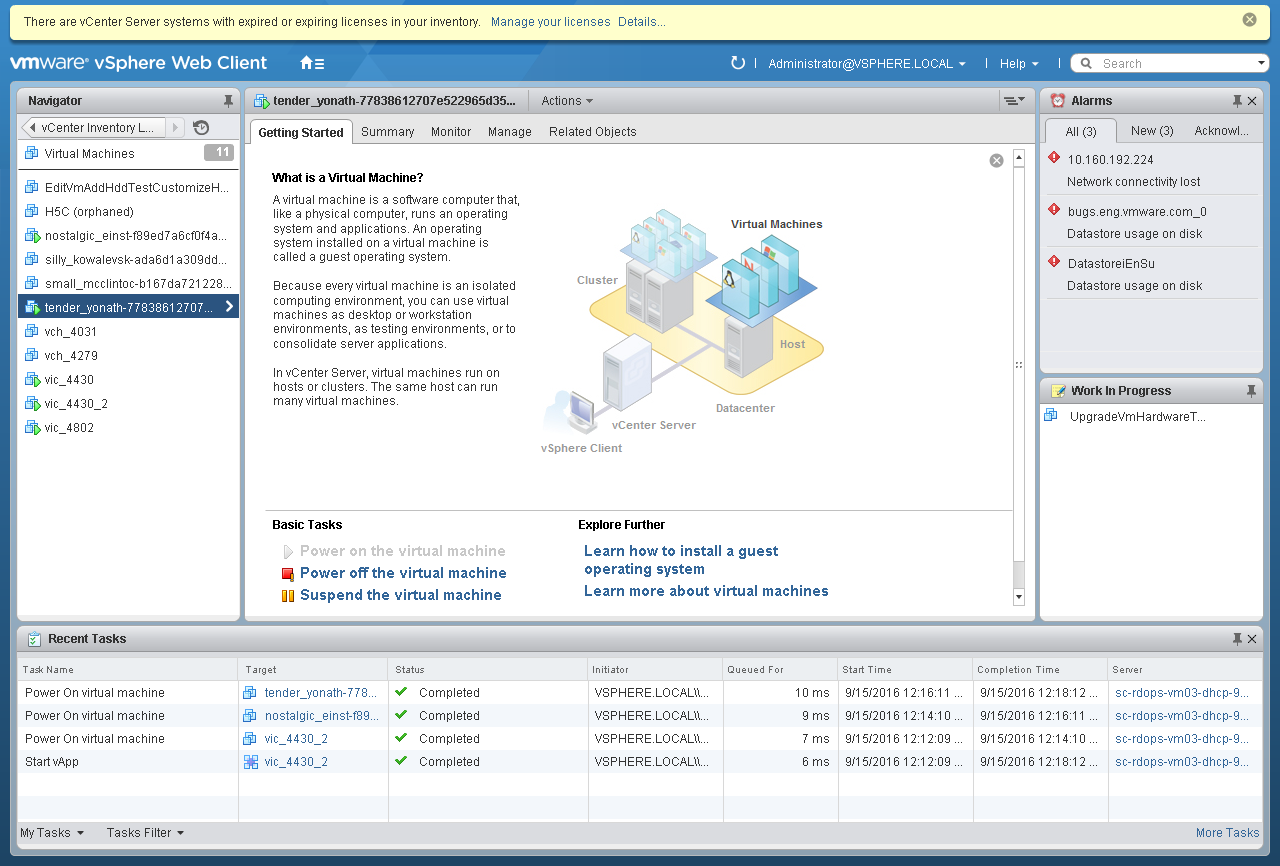 There are vCenter Server systems with expired or expiring licenses in your inventory. Manage your licenses Details...
vmware® vSphere Web Client
Administrator@VSPHERE.LOCAL
Help
Search
Navigator
vCenter Inventory L...
Virtual Machines 11
EditVmAddHddTestCustomizeH...
H5C (orphaned)
nostalgic_einst-f89ed7a6cf0f4a...
silly_kowalevsk-ada6d1a309dd...
small_mcclintoc-b167da721228...
tender_yonath-77838612707...
vch_4031
vch_4279
vic_4430
vic_4430_2
vic_4802
tender_yonath-77838612707e522965d35...
Actions
Getting Started Summary Monitor Manage Related Objects
What is a Virtual Machine?
A virtual machine is a software computer that,
like a physical computer, runs an operating
system and applications. An operating
system installed on a virtual machine is
called a guest operating system.
Because every virtual machine is an isolated
computing environment, you can use virtual
machines as desktop or workstation
environments, as testing environments, or to
consolidate server applications.
In vCenter Server, virtual machines run on
hosts or clusters. The same host can run
many virtual machines.
Virtual Machines
Cluster
Host
Datacenter
vCenter Server
vSphere Client
Basic Tasks
Power on the virtual machine
Power off the virtual machine
Suspend the virtual machine
Explore Further
Learn how to install a guest
operating system
Learn more about virtual machines
Alarms
All (3) New (3) Acknowl...
10.160.192.224
Network connectivity lost
bugs.eng.vmware.com_0
Datastore usage on disk
DatastoreiEnSu
Datastore usage on disk
Work In Progress
UpgradeVmHardwareT...
Recent Tasks
Task Name Target Status Initiator Queued For Start Time Completion Time Server
Power On virtual machine tender_yonath-778... Completed VSPHERE.LOCAL\\... 10 ms 9/15/2016 12:16:11 ... 9/15/2016 12:18:12 ... sc-rdops-vm03-dhcp-9...
Power On virtual machine nostalgic_einst-f89... Completed VSPHERE.LOCAL\\... 9 ms 9/15/2016 12:14:10 ... 9/15/2016 12:16:11 ... sc-rdops-vm03-dhcp-9...
Power On virtual machine vic_4430_2 Completed VSPHERE.LOCAL\\... 7 ms 9/15/2016 12:12:09 ... 9/15/2016 12:14:10 ... sc-rdops-vm03-dhcp-9...
Start vApp vic_4430_2 Completed VSPHERE.LOCAL\\... 6 ms 9/15/2016 12:12:09 ... 9/15/2016 12:18:12 ... sc-rdops-vm03-dhcp-9...
My Tasks Tasks Filter More Tasks